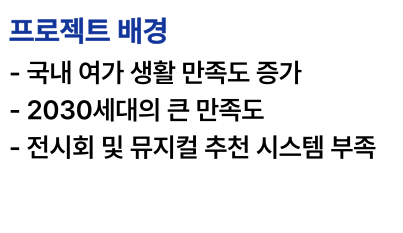 프로젝트 배경
- 국내 여가 생활 만족도 증가
- 2030세대의 큰 만족도
- 전시회 및 뮤지컬 추천 시스템 부족